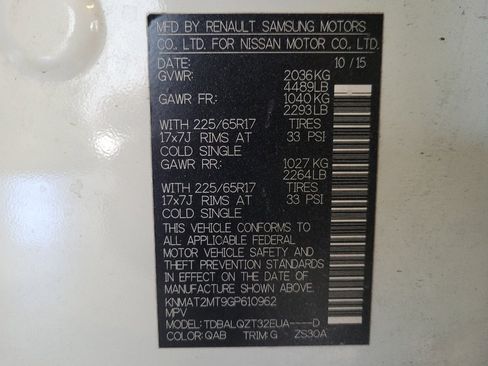 MFD BY RENAULT SAMSUNG MOTORS
CO., LTD. FOR NISSAN MOTOR CO., LTD.
DATE: 10/15
GVWR: 2036KG
4489LB
GAWR FR: 1040KG
2293LB
WITH 225/65R17 TIRES
17x7J RIMS AT 33 PSI
COLD SINGLE
GAWR RR: 1027KG
2264LB
WITH 225/65R17 TIRES
17x7J RIMS AT 33 PSI
COLD SINGLE
THIS VEHICLE CONFORMS TO
ALL APPLICABLE FEDERAL
MOTOR VEHICLE SAFETY AND
THEFT PREVENTION STANDARDS
IN EFFECT ON THE DATE OF
MANUFACTURE SHOWN ABOVE.
KNMAT2MT9GP610962
MPV
MODEL: TDBALQZT32EUA----D
COLOR: QAB TRIM: G ZS30A